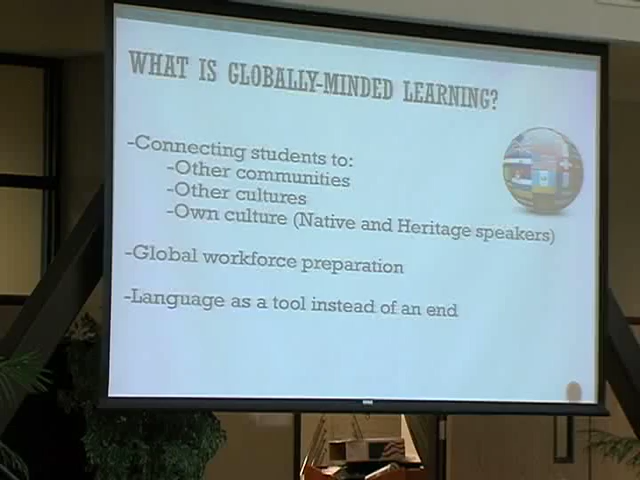 WHAT IS GLOBALLY-MINDED LEARNING?
-Connecting students to:
-Other communities
-Other cultures
-Own culture (Native and Heritage speakers)
-Global workforce preparation
-Language as a tool instead of an end